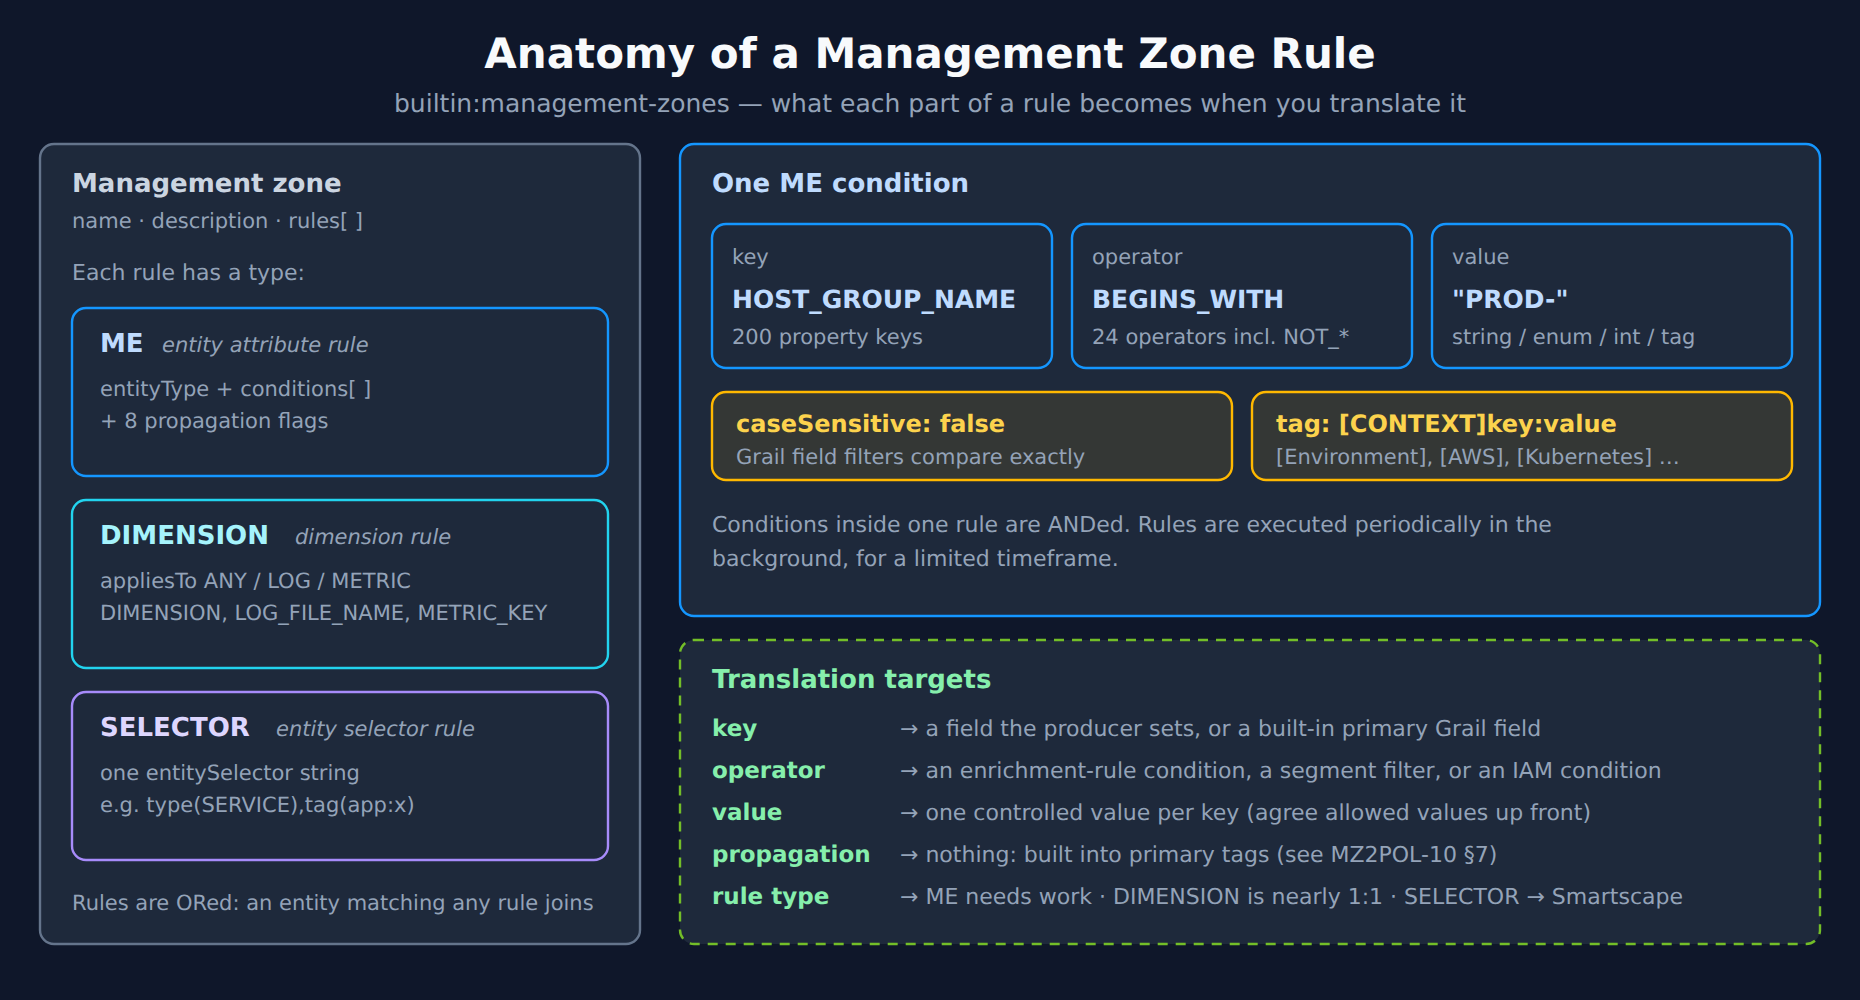 Anatomy of a Management Zone Rule
builtin:management-zones — what each part of a rule becomes when you translate it
Management zone
name · description · rules[ ]
Each rule has a type:
ME entity attribute rule
entityType + conditions[ ]
+ 8 propagation flags
DIMENSION dimension rule
appliesTo ANY / LOG / METRIC
DIMENSION, LOG_FILE_NAME, METRIC_KEY
SELECTOR entity selector rule
one entitySelector string
e.g. type(SERVICE),tag(app:x)
Rules are ORed: an entity matching any rule joins
One ME condition
key
HOST_GROUP_NAME
200 property keys
operator
BEGINS_WITH
24 operators incl. NOT_*
value
"PROD-"
string / enum / int / tag
caseSensitive: false
Grail field filters compare exactly
tag: [CONTEXT]key:value
[Environment], [AWS], [Kubernetes] …
Conditions inside one rule are ANDed. Rules are executed periodically in the
background, for a limited timeframe.
Translation targets
key → a field the producer sets, or a built-in primary Grail field
operator → an enrichment-rule condition, a segment filter, or an IAM condition
value → one controlled value per key (agree allowed values up front)
propagation → nothing: built into primary tags (see MZ2POL-10 §7)
rule type → ME needs work · DIMENSION is nearly 1:1 · SELECTOR → Smartscape